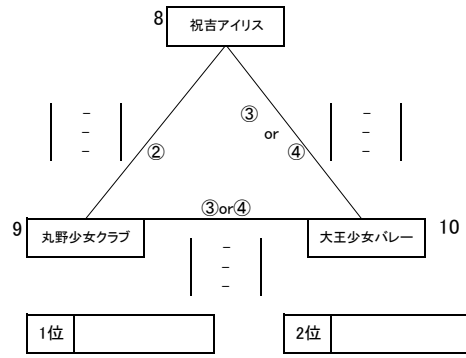 8 祝吉アイリス
③
or
② ④
③or④
9 丸野少女クラブ 大王少女バレー 10
－ －
－ －
－ －
－
－
－
1位 2位